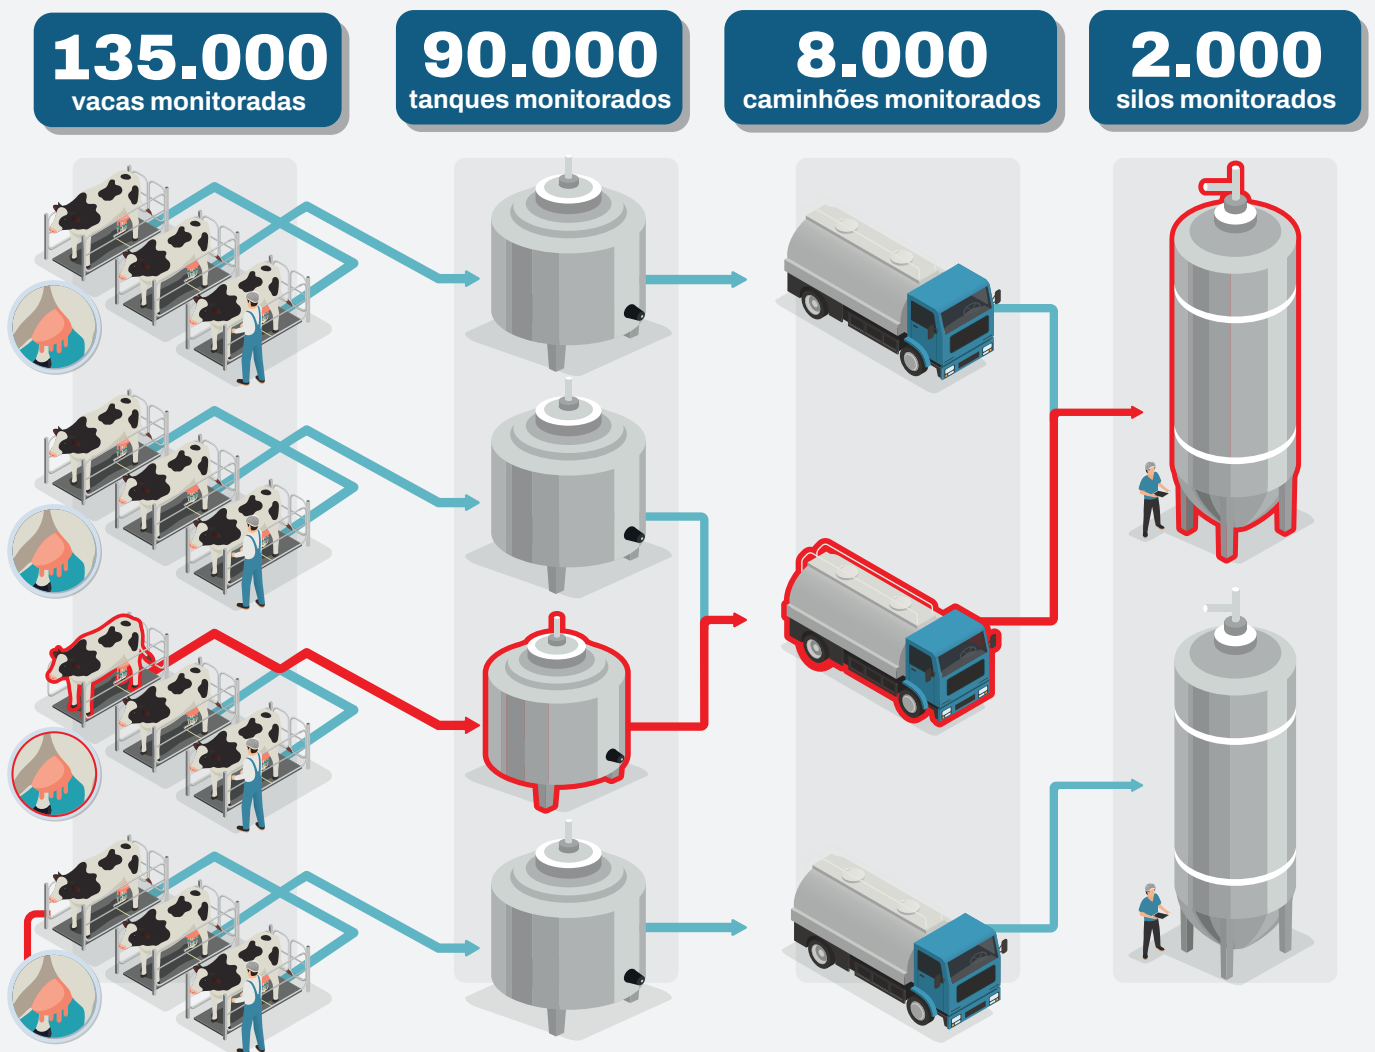 135.000
vacas monitoradas
90.000
tanques monitorados
8.000
caminhões monitorados
2.000
silos monitorados